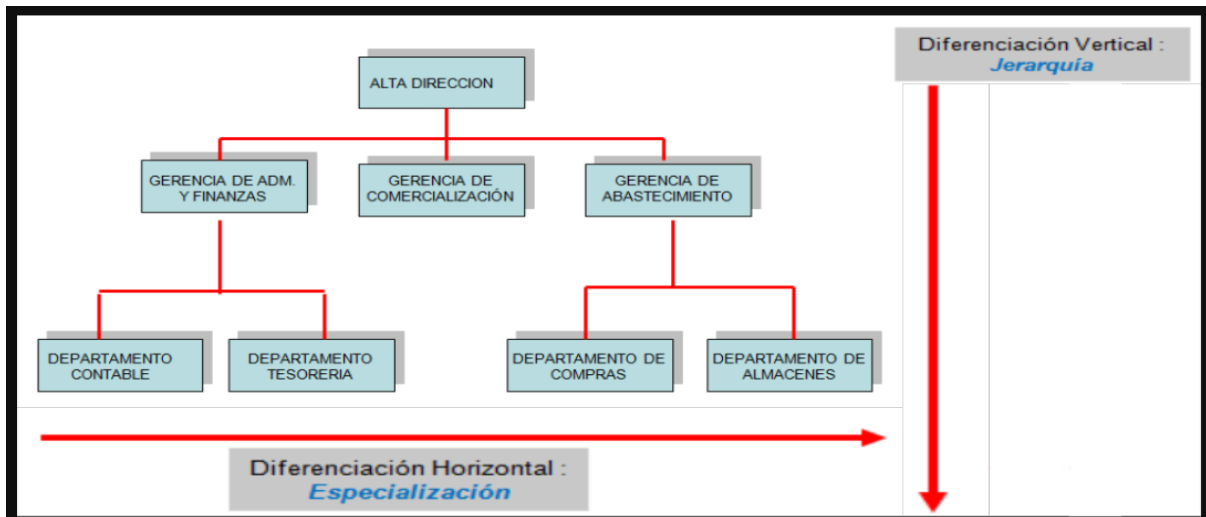 Diferenciación Vertical :
Jerarquía
ALTA DIRECCION
GERENCIA DE ADM.
Y FINANZAS
GERENCIA DE
COMERCIALIZACIÓN
GERENCIA DE
ABASTECIMIENTO
DEPARTAMENTO
CONTABLE
DEPARTAMENTO
TESORERIA
DEPARTAMENTO DE
COMPRAS
DEPARTAMENTO DE
ALMACENES
Diferenciación Horizontal :
Especialización